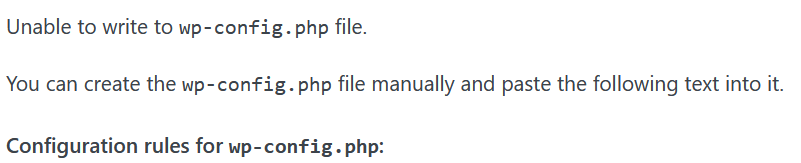 Unable to write to wp-config.php file.
You can create the wp-config.php file manually and paste the following text into it.
Configuration rules for wp-config.php: